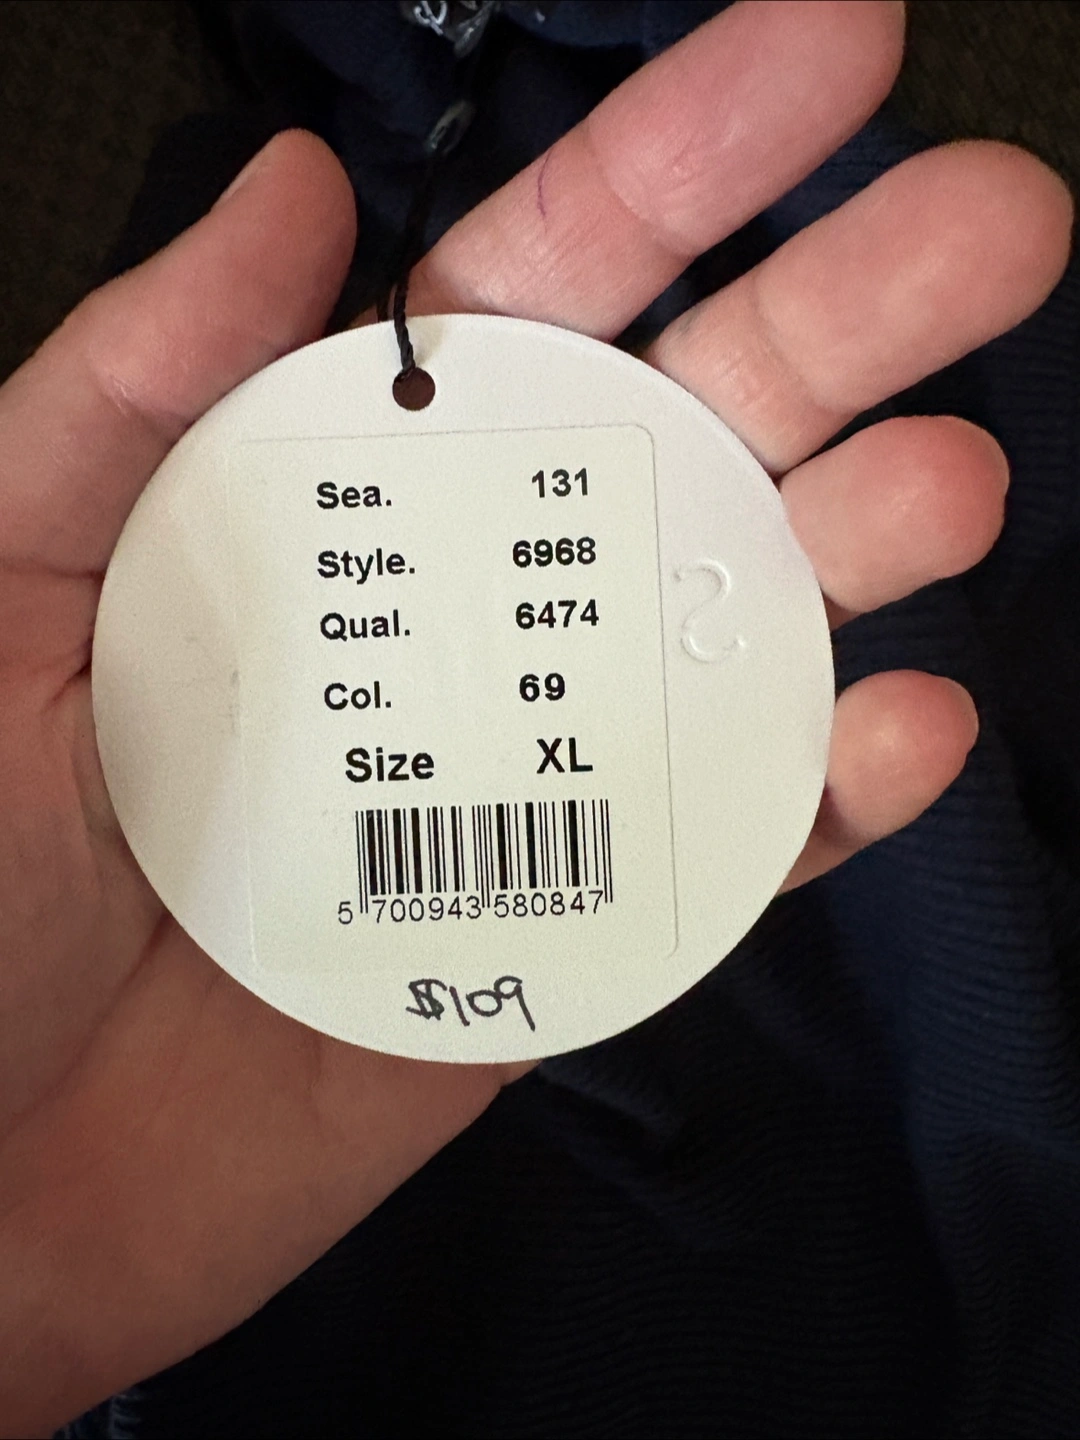 Sea. 131
Style. 6968
Qual. 6474
Col. 69
Size XL
5 700943 580847
$109